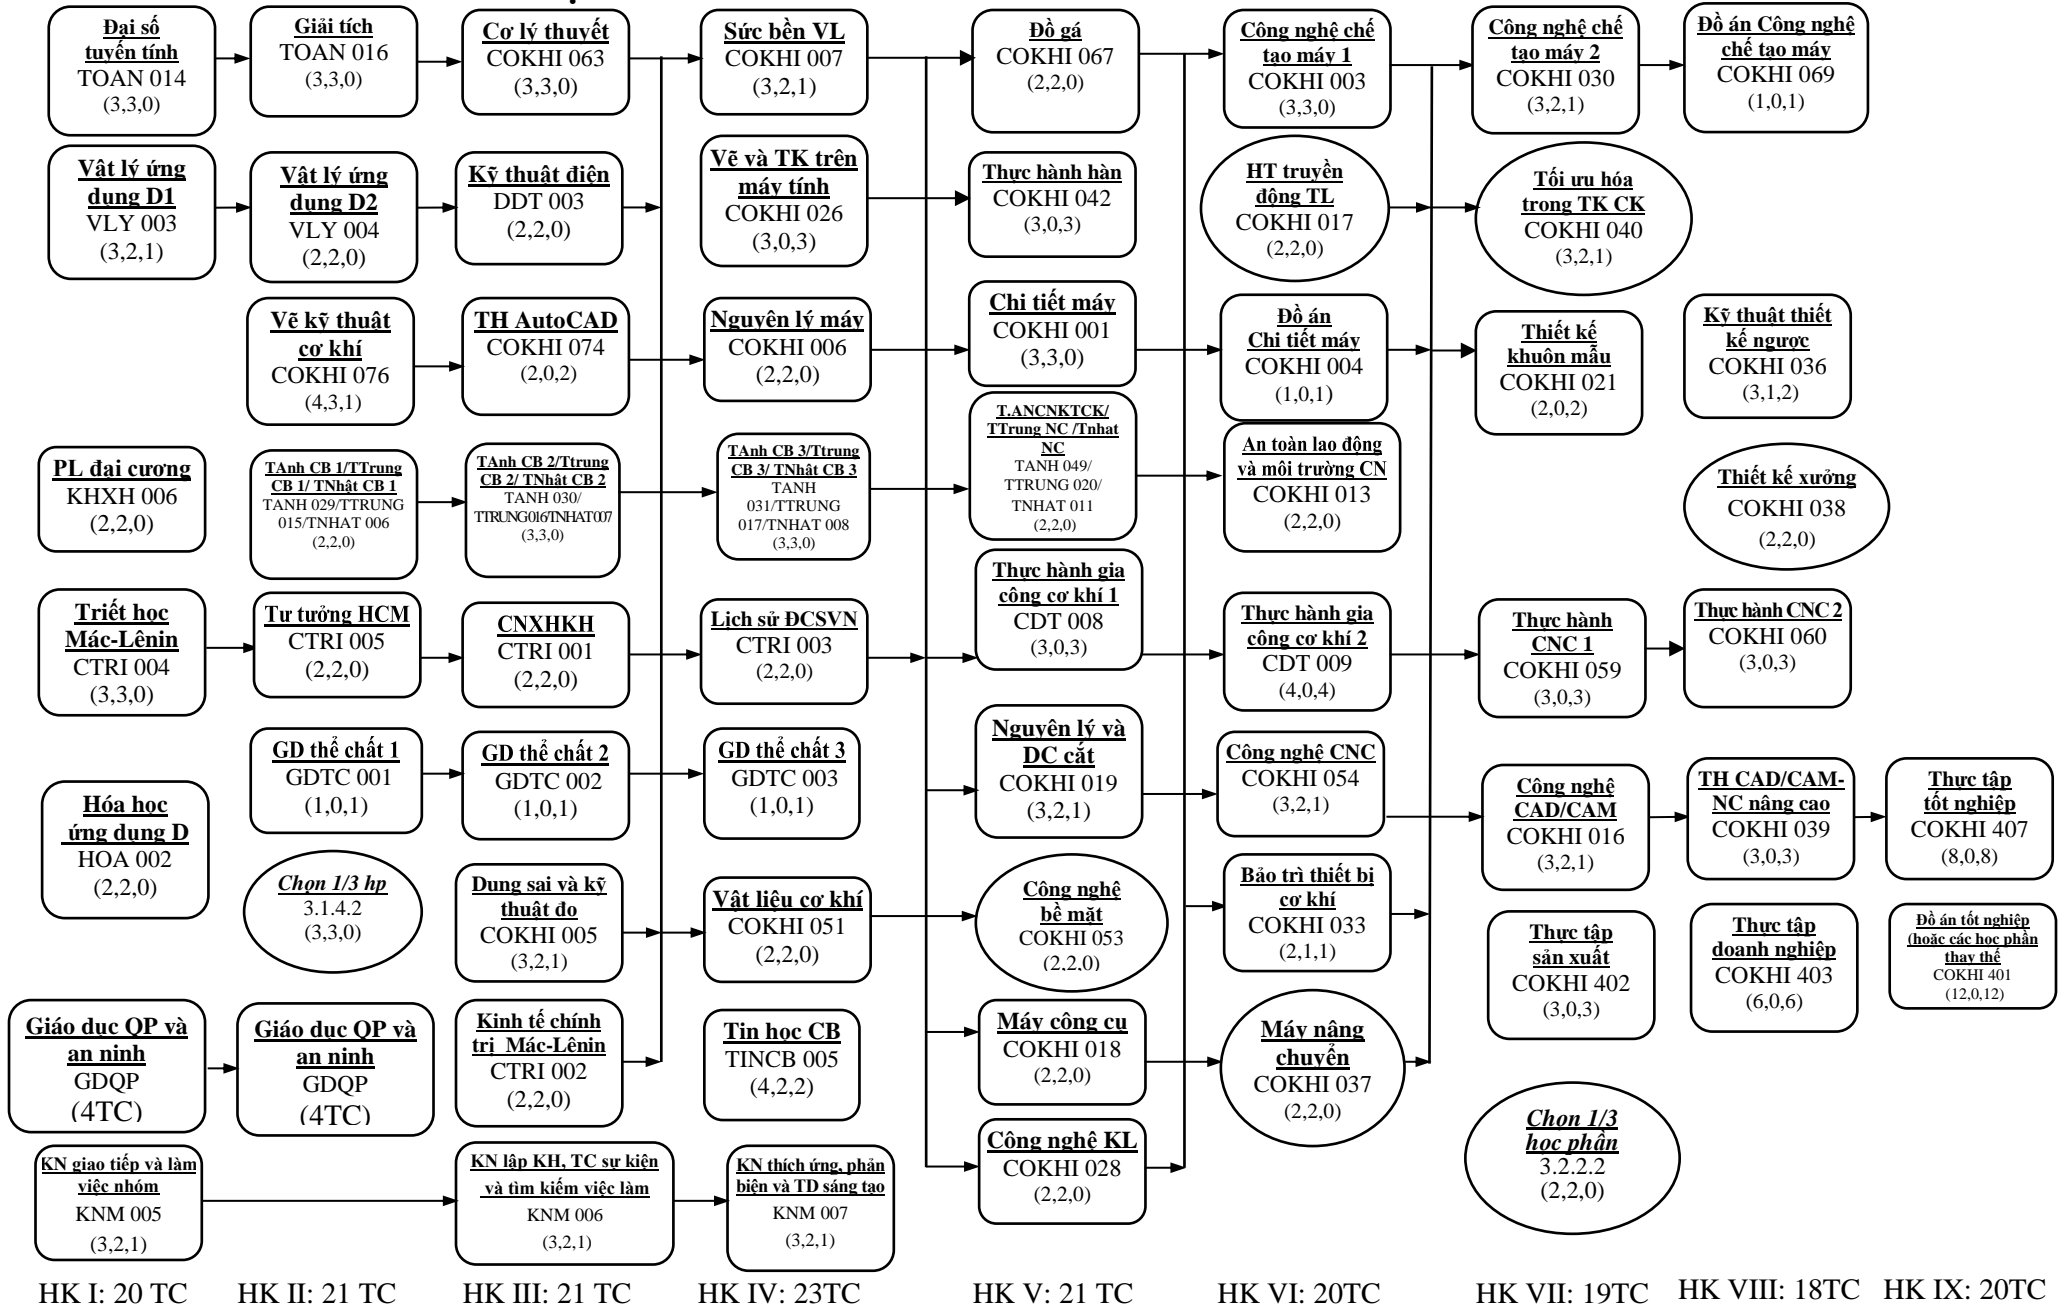 Đại số
tuyến tính
TOAN 014
(3,3,0)
Giải tích
TOAN 016
(3,3,0)
Cơ lý thuyết
COKHI 063
(3,3,0)
Sức bền VL
COKHI 007
(3,2,1)
Đồ gá
COKHI 067
(2,2,0)
Công nghệ chế
tạo máy 1
COKHI 003
(3,3,0)
Công nghệ chế
tạo máy 2
COKHI 030
(3,2,1)
Đồ án Công nghệ
chế tạo máy
COKHI 069
(1,0,1)
Vật lý ứng
dụng D1
VLY 003
(3,2,1)
Vật lý ứng
dụng D2
VLY 004
(2,2,0)
Kỹ thuật điện
DDT 003
(2,2,0)
Vẽ và TK trên
máy tính
COKHI 026
(3,0,3)
Thực hành hàn
COKHI 042
(3,0,3)
HT truyền
động TL
COKHI 017
(2,2,0)
Tối ưu hóa
trong TK CK
COKHI 040
(3,2,1)
Vẽ kỹ thuật
cơ khí
COKHI 076
(4,3,1)
TH AutoCAD
COKHI 074
(2,0,2)
Nguyên lý máy
COKHI 006
(2,2,0)
Chi tiết máy
COKHI 001
(3,3,0)
Đồ án
Chi tiết máy
COKHI 004
(1,0,1)
Thiết kế
khuôn mẫu
COKHI 021
(2,0,2)
Kỹ thuật thiết
kế ngược
COKHI 036
(3,1,2)
PL đại cương
KHXH 006
(2,2,0)
TAnh CB 1/TTrung
CB 1/ TNhật CB 1
TANH 029/TTRUNG
015/TNHAT 006
(2,2,0)
TAnh CB 2/Ttrung
CB 2/ TNhật CB 2
TANH 030/
TTRUNG016/TNHAT007
(3,3,0)
TAnh CB 3/Ttrung
CB 3/ TNhật CB 3
TANH
031/TTRUNG
017/TNHAT 008
(3,3,0)
T.ANCNKTCK/
TTrung NC /Tnhat
NC
TANH 049/
TTRUNG 020/
TNHAT 011
(2,2,0)
An toàn lao động
và môi trường CN
COKHI 013
(2,2,0)
Thiết kế xưởng
COKHI 038
(2,2,0)
Triết học
Mác-Lênin
CTRI 004
(3,3,0)
Tư tưởng HCM
CTRI 005
(2,2,0)
CNXHKH
CTRI 001
(2,2,0)
Lịch sử ĐCSVN
CTRI 003
(2,2,0)
Thực hành gia
công cơ khí 1
CDT 008
(3,0,3)
Thực hành gia
công cơ khí 2
CDT 009
(4,0,4)
Thực hành
CNC 1
COKHI 059
(3,0,3)
Thực hành CNC 2
COKHI 060
(3,0,3)
Hóa học
ứng dụng D
HOA 002
(2,2,0)
GD thể chất 1
GDTC 001
(1,0,1)
GD thể chất 2
GDTC 002
(1,0,1)
GD thể chất 3
GDTC 003
(1,0,1)
Nguyên lý và
DC cắt
COKHI 019
(3,2,1)
Công nghệ CNC
COKHI 054
(3,2,1)
Công nghệ
CAD/CAM
COKHI 016
(3,2,1)
TH CAD/CAM-
NC nâng cao
COKHI 039
(3,0,3)
Thực tập
tốt nghiệp
COKHI 407
(8,0,8)
Chọn 1/3 hp
3.1.4.2
(3,3,0)
Dung sai và kỹ
thuật đo
COKHI 005
(3,2,1)
Vật liệu cơ khí
COKHI 051
(2,2,0)
Công nghệ
bề mặt
COKHI 053
(2,2,0)
Bảo trì thiết bị
cơ khí
COKHI 033
(2,1,1)
Thực tập
sản xuất
COKHI 402
(3,0,3)
Thực tập
doanh nghiệp
COKHI 403
(6,0,6)
Đồ án tốt nghiệp
(hoặc các học phần
thay thế
COKHI 401
(12,0,12)
Giáo dục QP và
an ninh
GDQP
(4TC)
Giáo dục QP và
an ninh
GDQP
(4TC)
Kinh tế chính
trị Mác-Lênin
CTRI 002
(2,2,0)
Tin học CB
TINCB 005
(4,2,2)
Máy công cụ
COKHI 018
(2,2,0)
Máy nâng
chuyển
COKHI 037
(2,2,0)
Chọn 1/3
học phần
3.2.2.2
(2,2,0)
KN giao tiếp và làm
việc nhóm
KNM 005
(3,2,1)
KN lập KH, TC sự kiện
và tìm kiếm việc làm
KNM 006
(3,2,1)
KN thích ứng, phản
biện và TD sáng tạo
KNM 007
(3,2,1)
Công nghệ KL
COKHI 028
(2,2,0)
HK I: 20 TC
HK II: 21 TC
HK III: 21 TC
HK IV: 23TC
HK V: 21 TC
HK VI: 20TC
HK VII: 19TC
HK VIII: 18TC
HK IX: 20TC